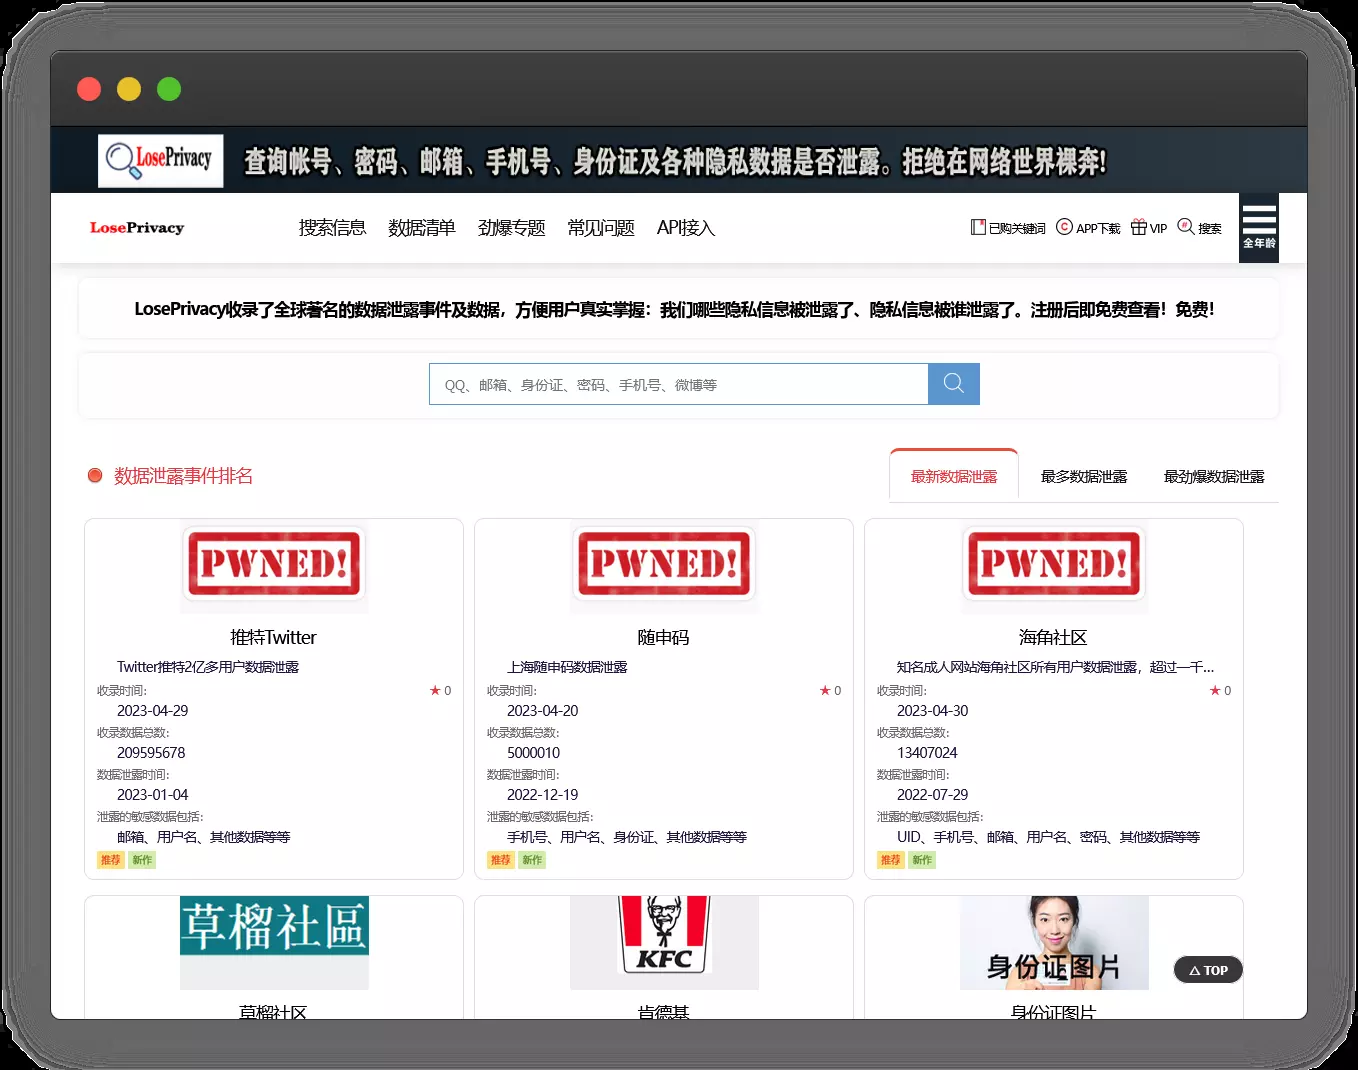 LosePrivacy 查询帐号、密码、邮箱、手机号、身份证及各种隐私数据是否泄露。拒绝在网络世界裸奔!
LosePrivacy 搜索信息 数据清单 劲爆专题 常见问题 API接入 已购关键词 APP下载 VIP 搜索
全年龄
LosePrivacy收录了全球著名的数据泄露事件及数据，方便用户真实掌握：我们哪些隐私信息被泄露了、隐私信息被谁泄露了。注册后即免费查看！免费！
QQ、邮箱、身份证、密码、手机号、微博等
数据泄露事件排名 最新数据泄露 最多数据泄露 最劲爆数据泄露
PWNED!
推特Twitter
Twitter推特2亿多用户数据泄露
收录时间: ★ 0
2023-04-29
收录数据总数:
209595678
数据泄露时间:
2023-01-04
泄露的敏感数据包括:
邮箱、用户名、其他数据等等
推荐 新作
PWNED!
随申码
上海随申码数据泄露
收录时间: ★ 0
2023-04-20
收录数据总数:
5000010
数据泄露时间:
2022-12-19
泄露的敏感数据包括:
手机号、用户名、身份证、其他数据等等
推荐 新作
PWNED!
海角社区
知名成人网站海角社区所有用户数据泄露，超过一千...
收录时间: ★ 0
2023-04-30
收录数据总数:
13407024
数据泄露时间:
2022-07-29
泄露的敏感数据包括:
UID、手机号、邮箱、用户名、密码、其他数据等等
推荐 新作
草榴社區
草榴社区
KFC
肯德基
身份证图片
身份证图片
△ TOP